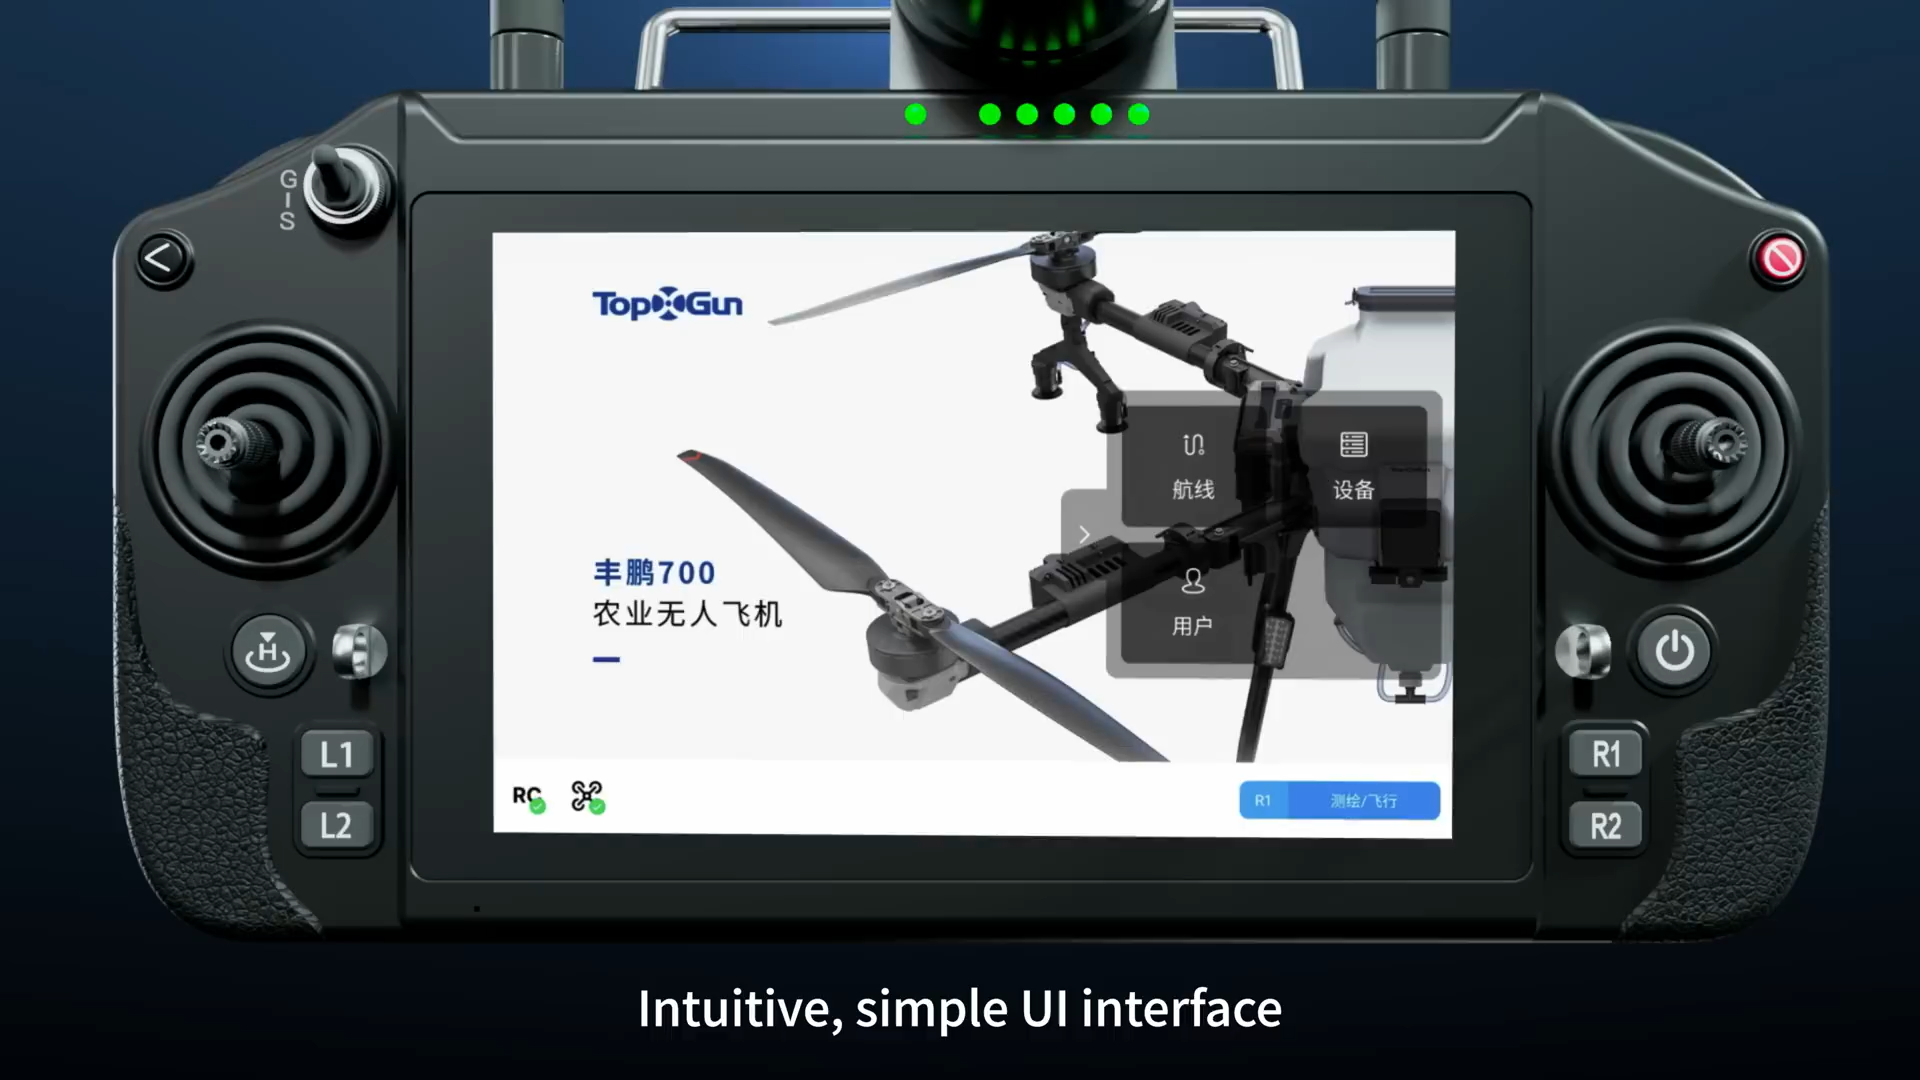 G
I
S
TopXGun
航线
设备
用户
丰鹏700
农业无人飞机
H
L1
L2
R1
R2
RC
R1 测绘/飞行
Intuitive, simple UI interface